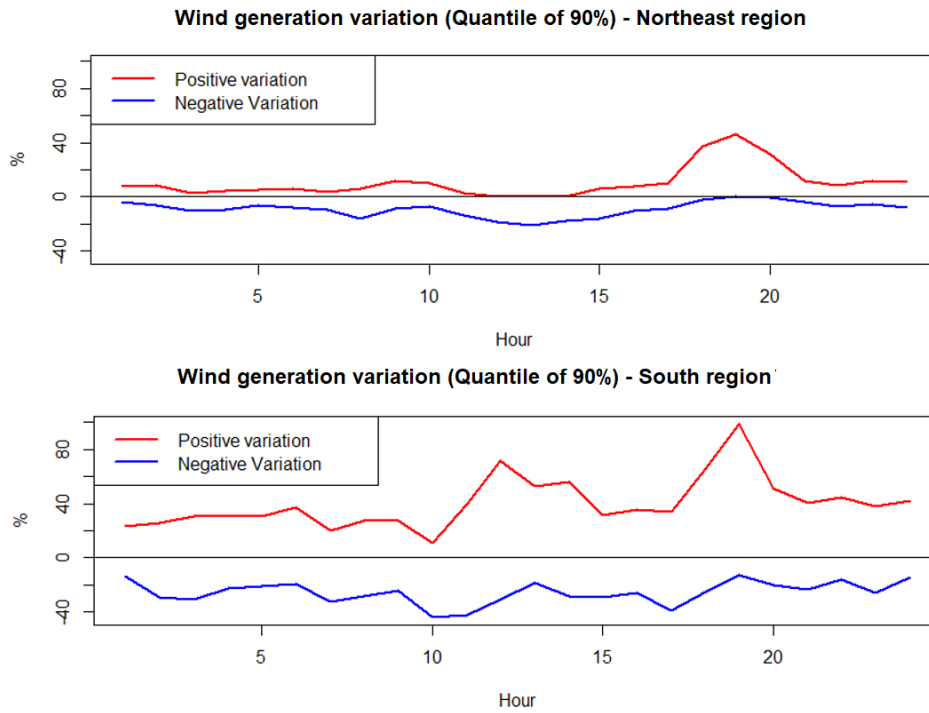 Wind generation variation (Quantile of 90%) - Northeast region
Positive variation
Negative Variation
80
40
0
-40
%
5 10 15 20
Hour
Wind generation variation (Quantile of 90%) - South region
Positive variation
Negative Variation
80
40
0
-40
%
5 10 15 20
Hour